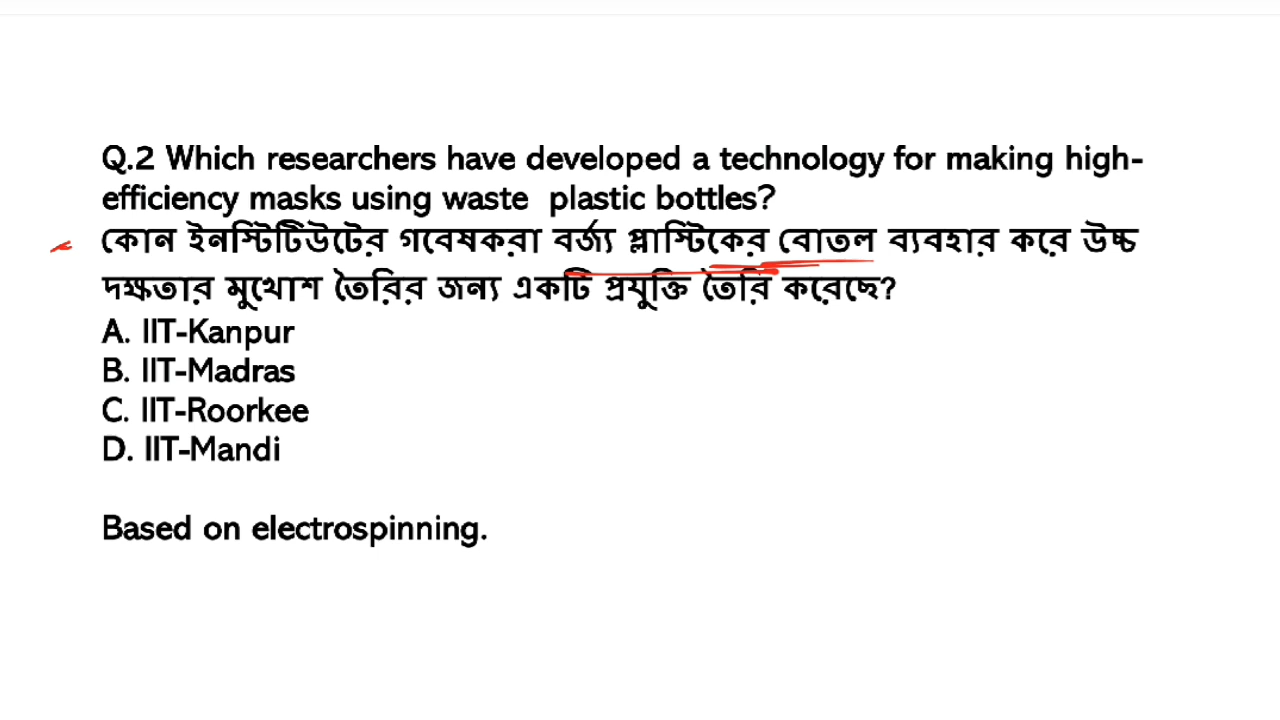 Q.2 Which researchers have developed a technology for making high-
efficiency masks using waste plastic bottles?
কোন ইনস্টিটিউটের গবেষকরা বর্জ্য প্লাস্টিকের বোতল ব্যবহার করে উচ্চ
দক্ষতার মুখোশ তৈরির জন্য একটি প্রযুক্তি তৈরি করেছে?
A. IIT-Kanpur
B. IIT-Madras
C. IIT-Roorkee
D. IIT-Mandi
Based on electrospinning.